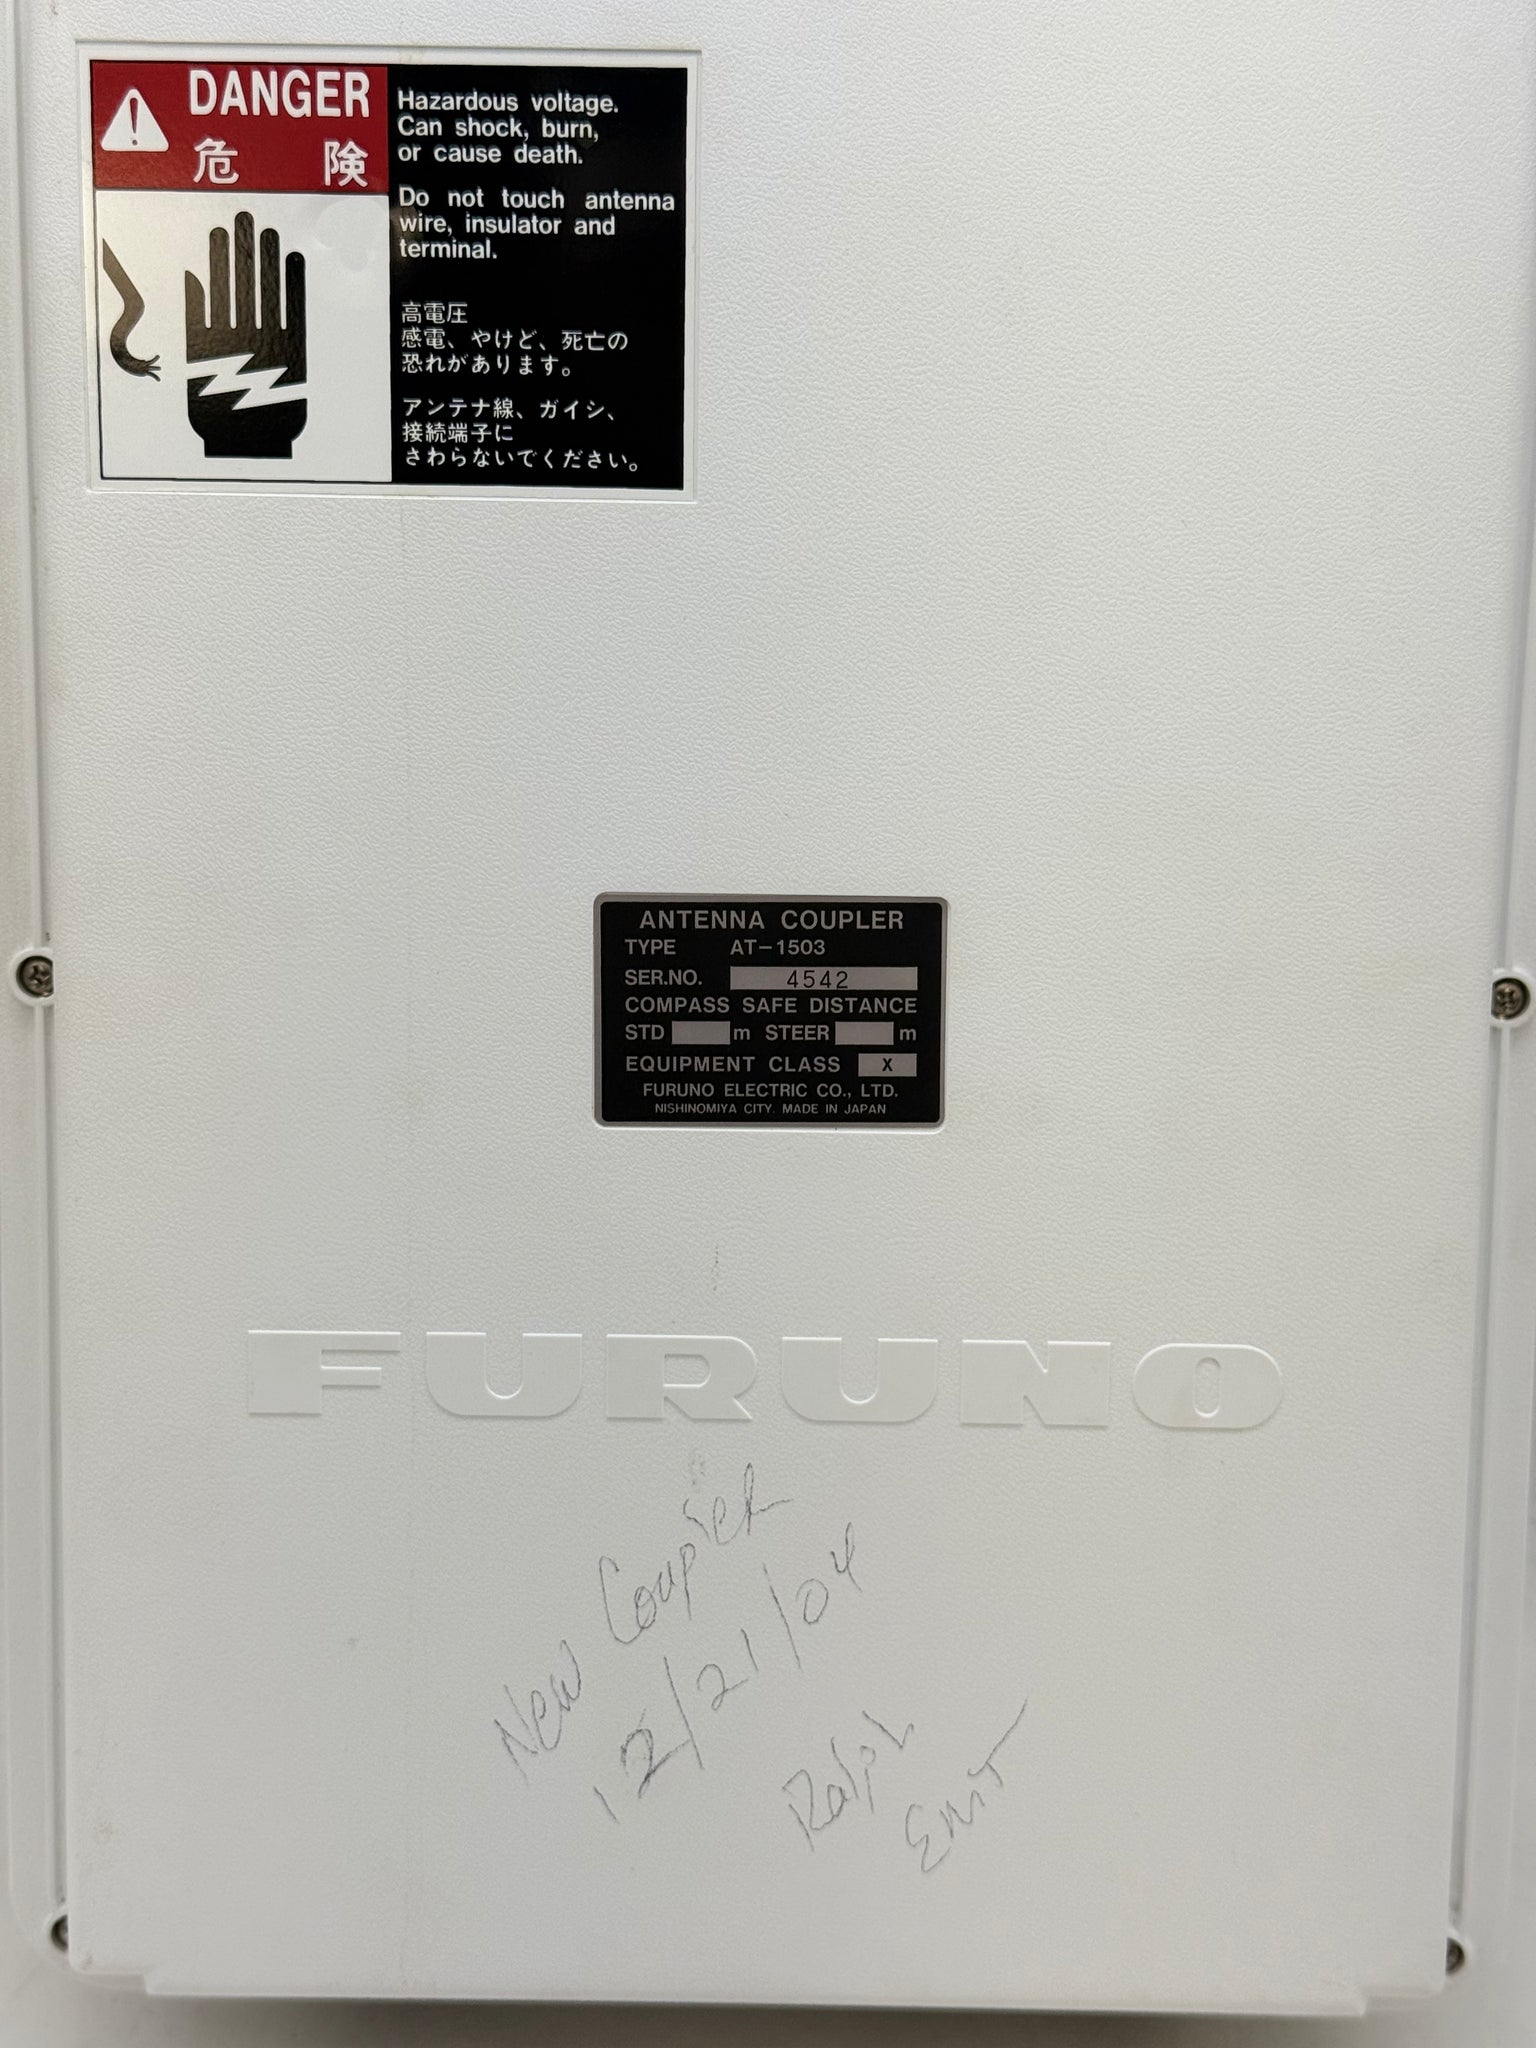 DANGER
危 険
Hazardous voltage.
Can shock, burn,
or cause death.
Do not touch antenna
wire, insulator and
terminal.
高電圧
感電、やけど、死亡の
恐れがあります。
アンテナ線、ガイシ、
接続端子に
さわらないでください。
ANTENNA COUPLER
TYPE AT-1503
SER.NO. 4542
COMPASS SAFE DISTANCE
STD m STEER m
EQUIPMENT CLASS X
FURUNO ELECTRIC CO., LTD.
NISHINOMIYA CITY. MADE IN JAPAN
FURUNO
New Coupler
12/21/04
Ralph